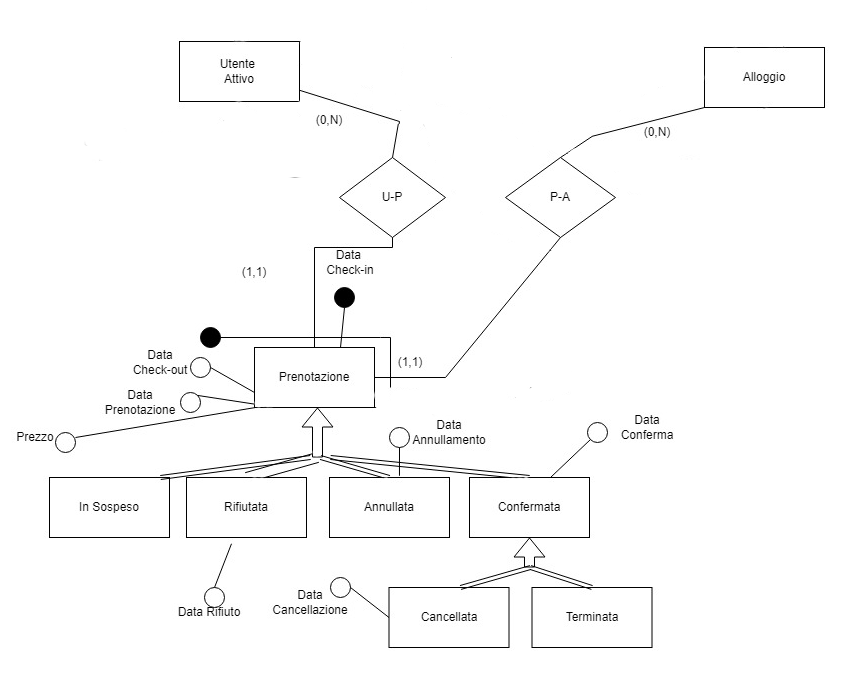 Utente
Attivo
Alloggio
(0,N)
(0,N)
U-P
P-A
Data
Check-in
(1,1)
Data
Check-out
(1,1)
Prenotazione
Data
Prenotazione
Prezzo
Data
Annullamento
Data
Conferma
In Sospeso
Rifiutata
Annullata
Confermata
Data Rifiuto
Data
Cancellazione
Cancellata
Terminata